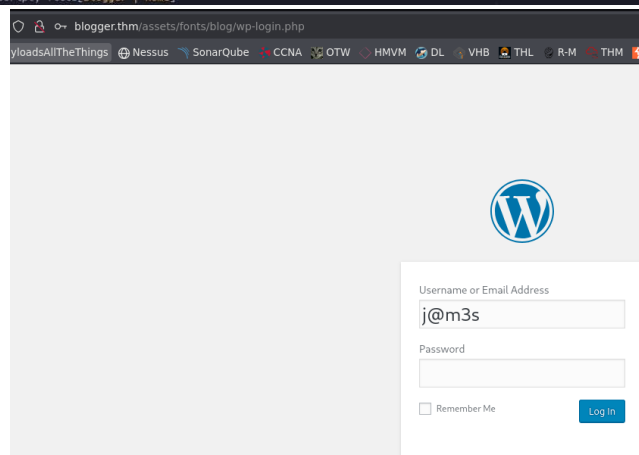 blogger.thm/assets/fonts/blog/wp-login.php
yloadsAllTheThings Nessus SonarQube CCNA OTW HMVM DL VHB THL R-M THM
Username or Email Address
j@m3s
Password
Remember Me Log In